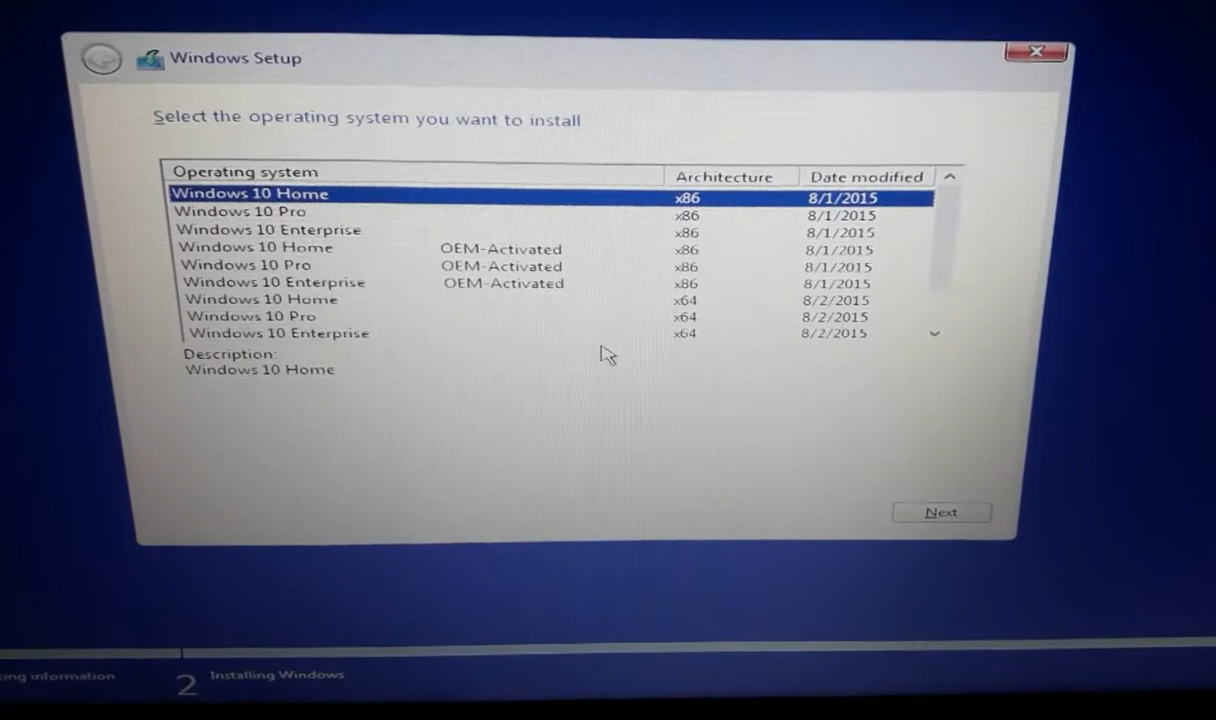 Windows Setup
Select the operating system you want to install
Operating system Architecture Date modified
Windows 10 Home x86 8/1/2015
Windows 10 Pro x86 8/1/2015
Windows 10 Enterprise x86 8/1/2015
Windows 10 Home OEM-Activated x86 8/1/2015
Windows 10 Pro OEM-Activated x86 8/1/2015
Windows 10 Enterprise OEM-Activated x86 8/1/2015
Windows 10 Home x64 8/2/2015
Windows 10 Pro x64 8/2/2015
Windows 10 Enterprise x64 8/2/2015
Description:
Windows 10 Home
Next
information 2 Installing Windows